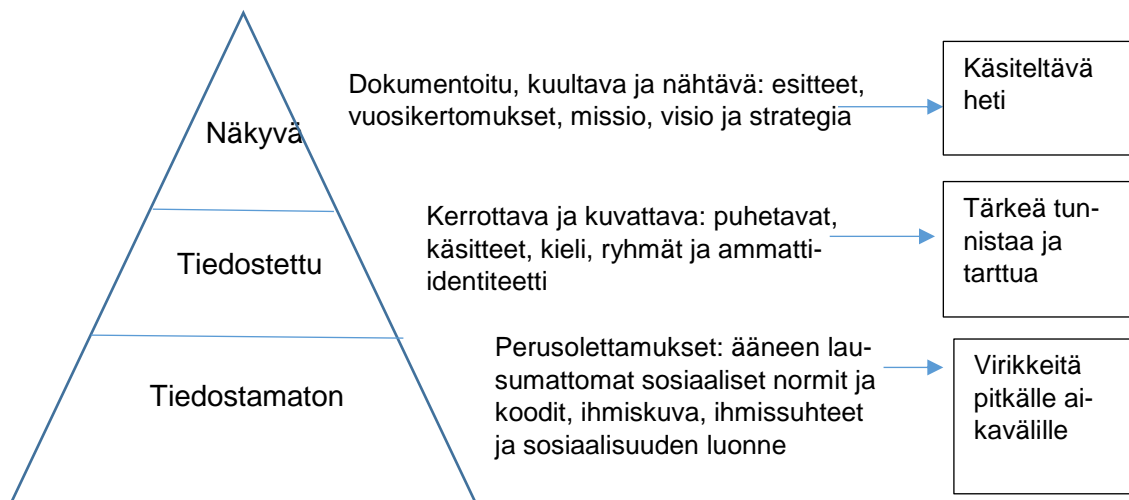 Näkyvä
Dokumentoitu, kuultava ja nähtävä: esitteet,
vuosikertomukset, missio, visio ja strategia
Käsiteltävä
heti
Tiedostettu
Kerrottava ja kuvattava: puhetavat,
käsitteet, kieli, ryhmät ja ammatti-
identiteetti
Tärkeä tun-
nistaa ja
tarttua
Tiedostamaton
Perusolettamukset: ääneen lau-
sumattomat sosiaaliset normit ja
koodit, ihmiskuva, ihmissuhteet
ja sosiaalisuuden luonne
Virikkeitä
pitkälle ai-
kavälille